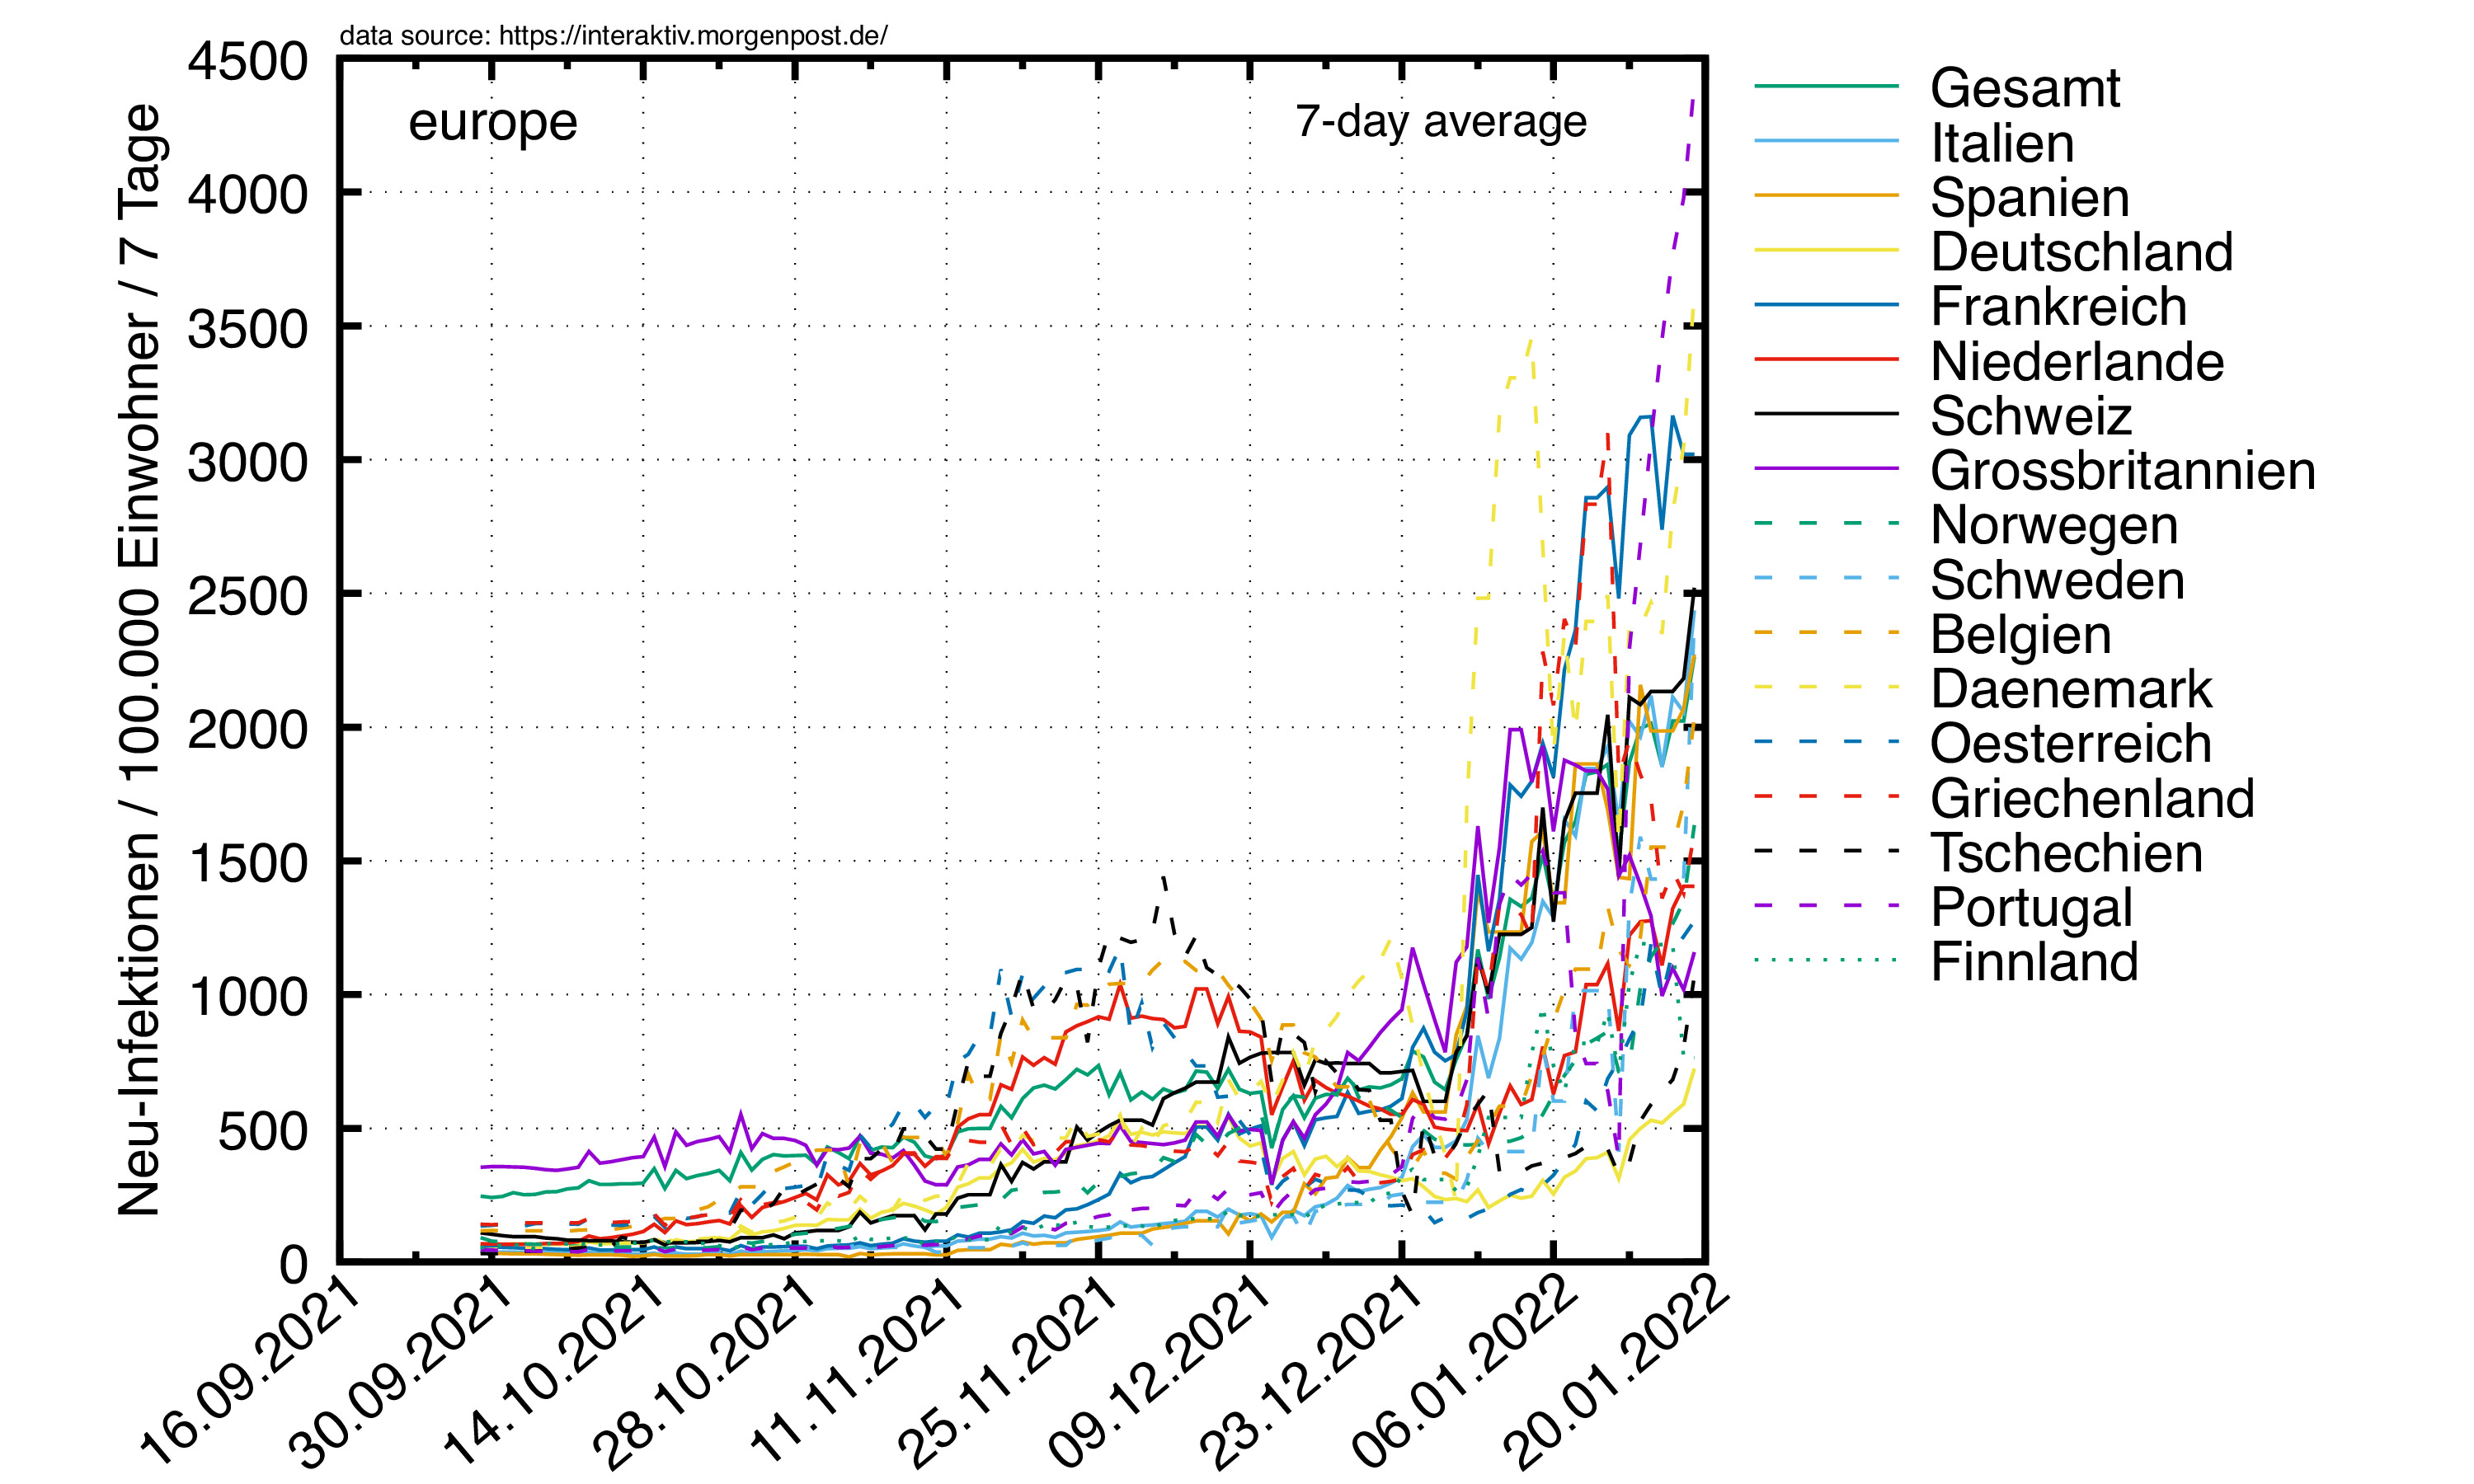 data source: https://interaktiv.morgenpost.de/
europe
7-day average
Neu-Infektionen / 100.000 Einwohner / 7 Tage
4500
4000
3500
3000
2500
2000
1500
1000
500
0
16.09.2021
30.09.2021
14.10.2021
28.10.2021
11.11.2021
25.11.2021
09.12.2021
23.12.2021
06.01.2022
20.01.2022
Gesamt
Italien
Spanien
Deutschland
Frankreich
Niederlande
Schweiz
Grossbritannien
Norwegen
Schweden
Belgien
Daenemark
Oesterreich
Griechenland
Tschechien
Portugal
Finnland